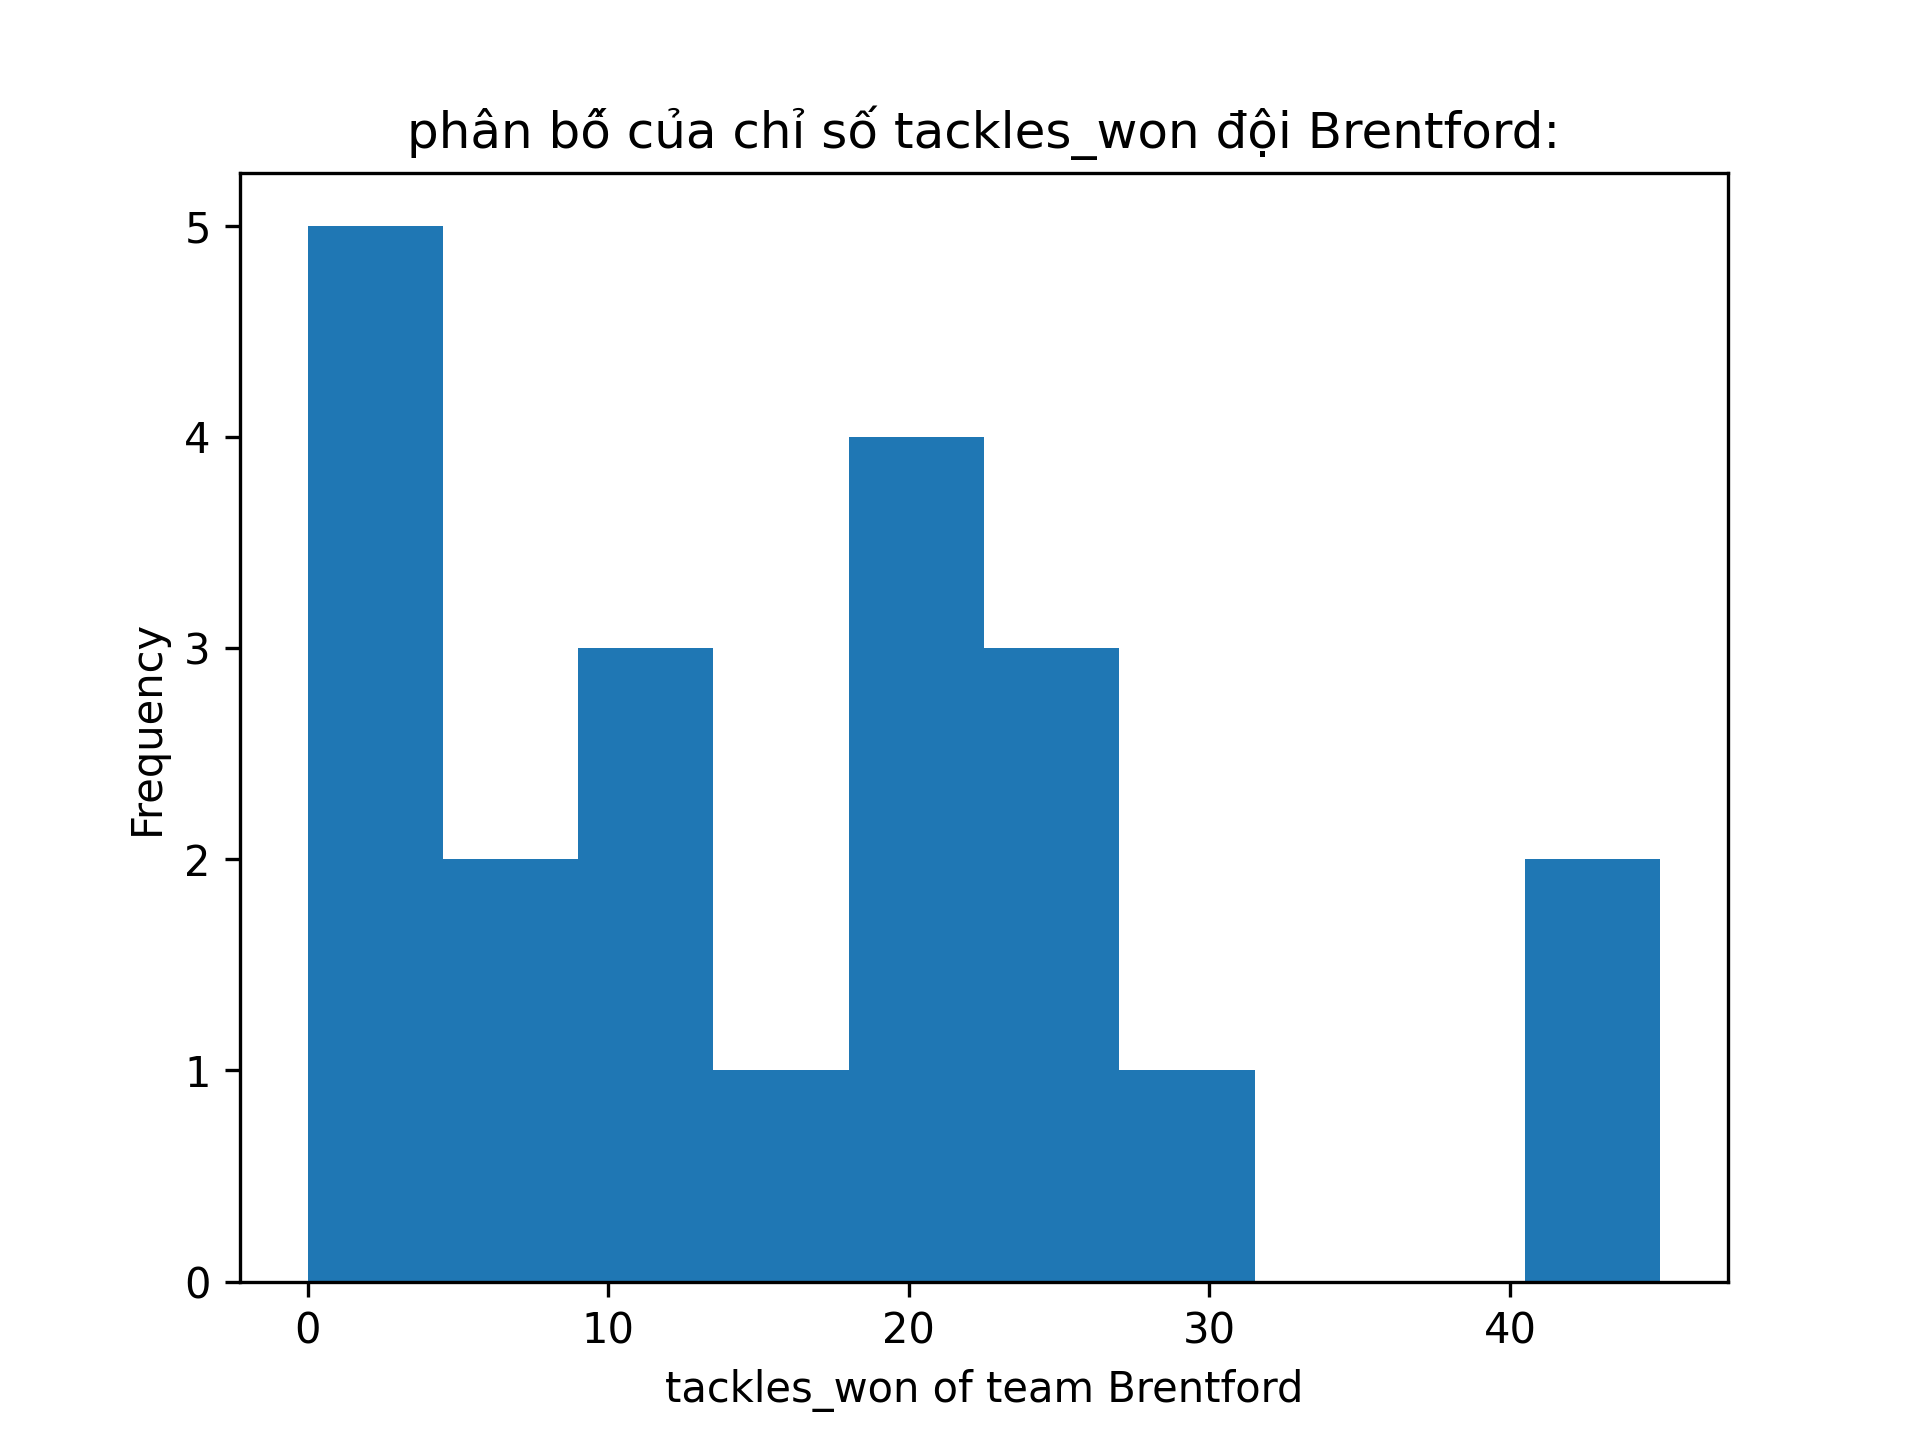 phân bố của chỉ số tackles_won đội Brentford:
5
4
3
2
1
0
Frequency
0 10 20 30 40
tackles_won of team Brentford